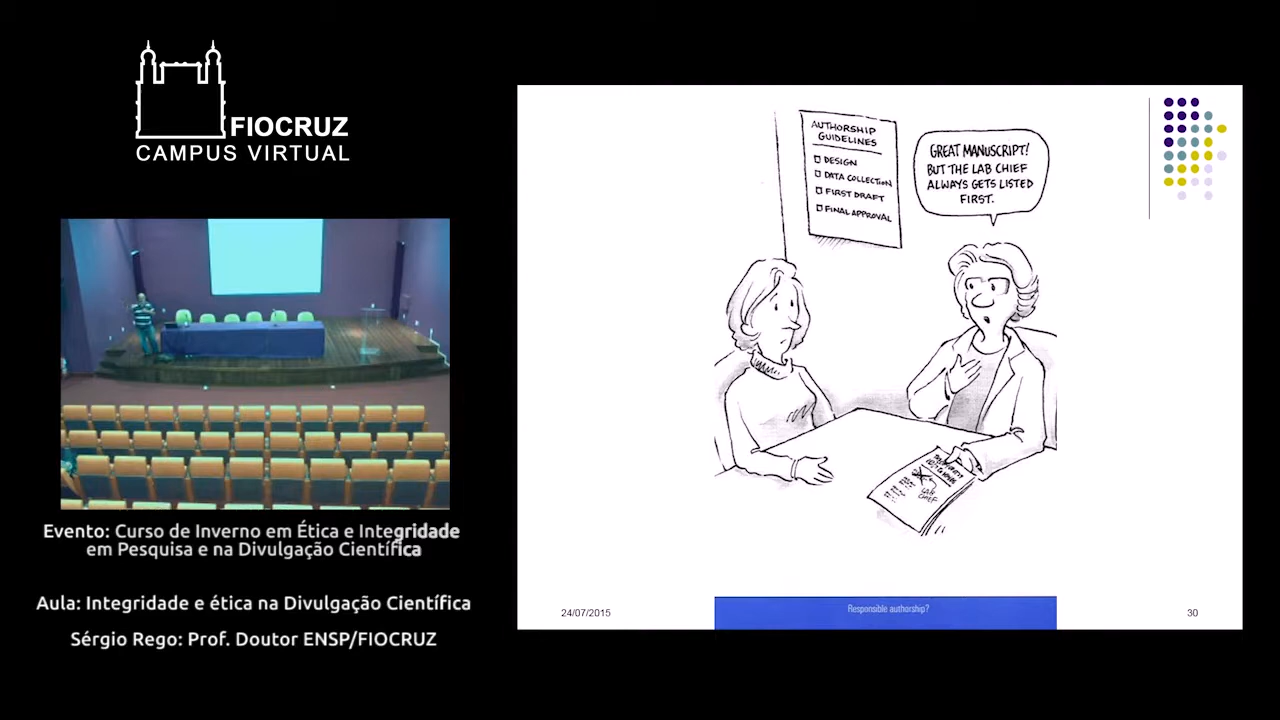 FIOCRUZ
CAMPUS VIRTUAL
Evento: Curso de Inverno em Ética e Integridade
em Pesquisa e na Divulgação Científica
Aula: Integridade e ética na Divulgação Científica
Sérgio Rego: Prof. Doutor ENSP/FIOCRUZ
AUTHORSHIP
GUIDELINES
DESIGN
DATA COLLECTION
FIRST DRAFT
FINAL APPROVAL
GREAT MANUSCRIPT!
BUT THE LAB CHIEF
ALWAYS GETS LISTED
FIRST.
LAB
CHIEF
24/07/2015
Responsible authorship?
30